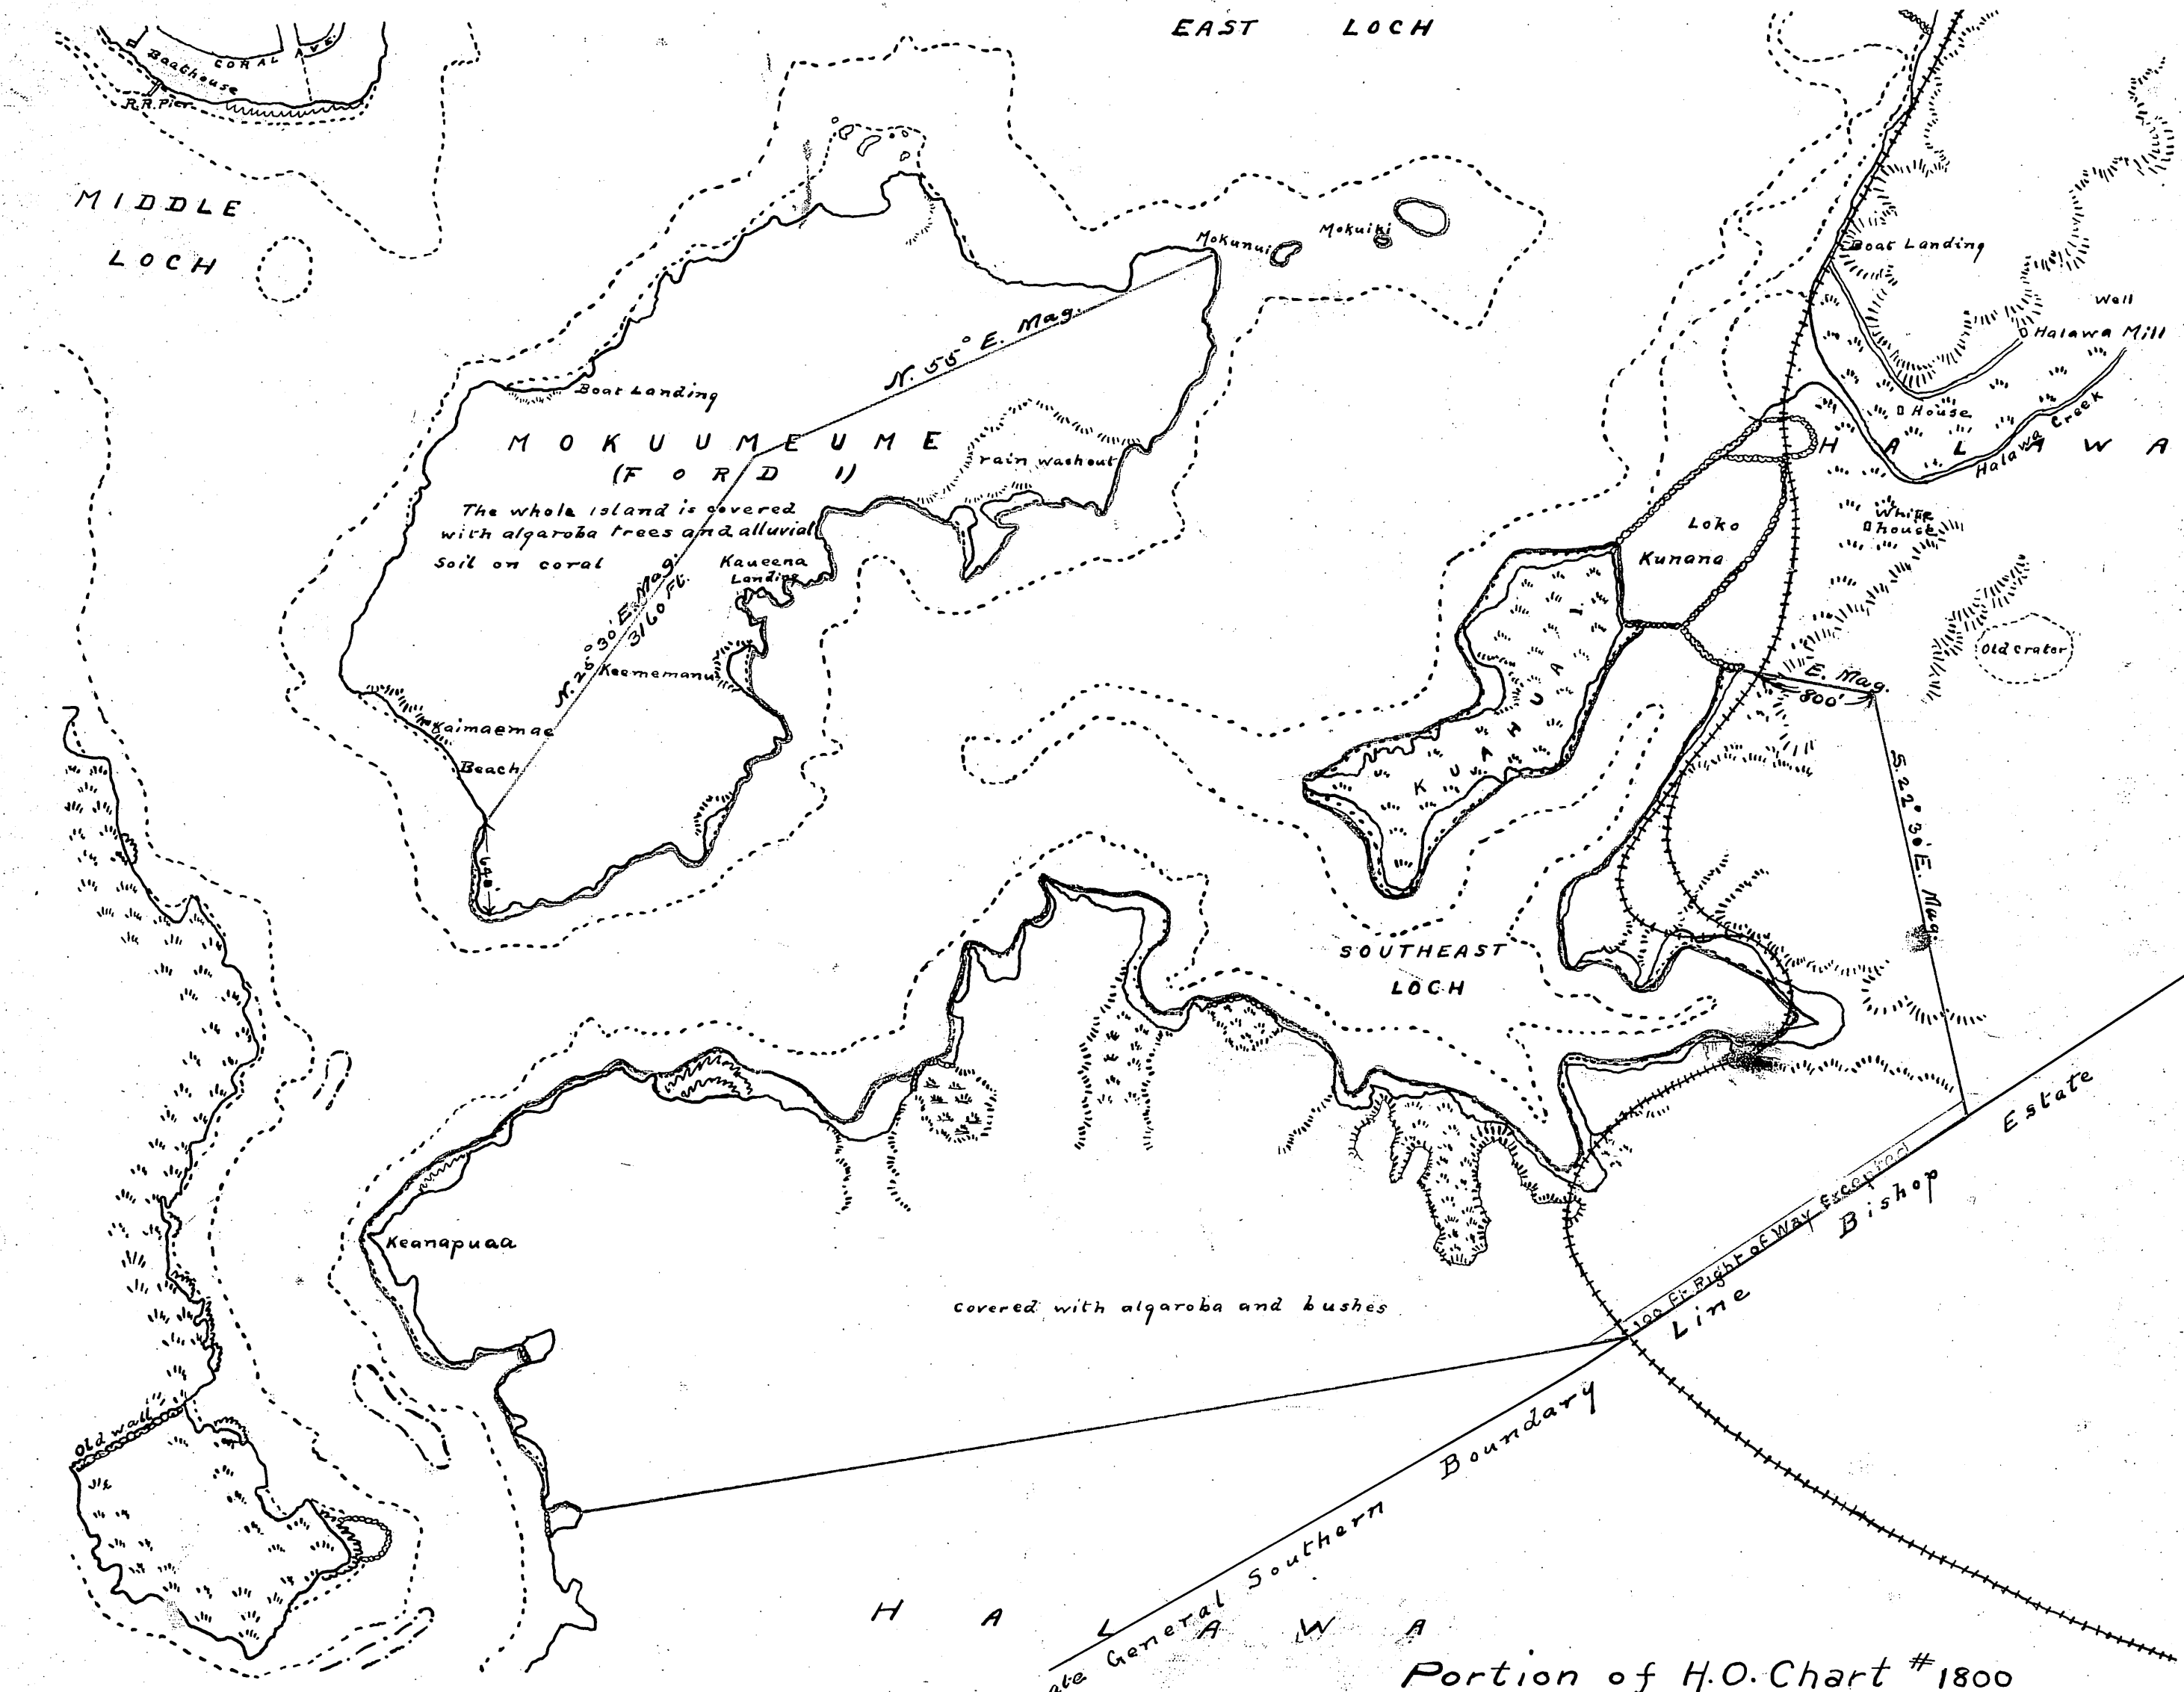 EAST LOCH
CORAL AVE.
Boathouse
R.R. Pier
MIDDLE
LOCH
Mokunui
Mokuiki
Boat Landing
Well
Halawa Mill
House
Halawa Creek
HALAWA
White
house
Loko
Kunana
Old Crater
N. 55° E. Mag.
Boat Landing
MOKUUMEUME
(FORD I)
rain washout
The whole island is covered
with algaroba trees and alluvial
soil on coral
Kaueena
Landing
N. 28° 30' E. Mag.
3160 Ft.
Keememanu
Kaimaemae
Beach
640'
KUAHUA I.
E. Mag.
800'
S. 22° 30' E. Mag.
SOUTHEAST
LOCH
Keanapuaa
covered with algaroba and bushes
100 Ft. Right of Way Excepted
General Southern Boundary Line Bishop Estate
Old wall
HALAWA
Portion of H.O. Chart #1800